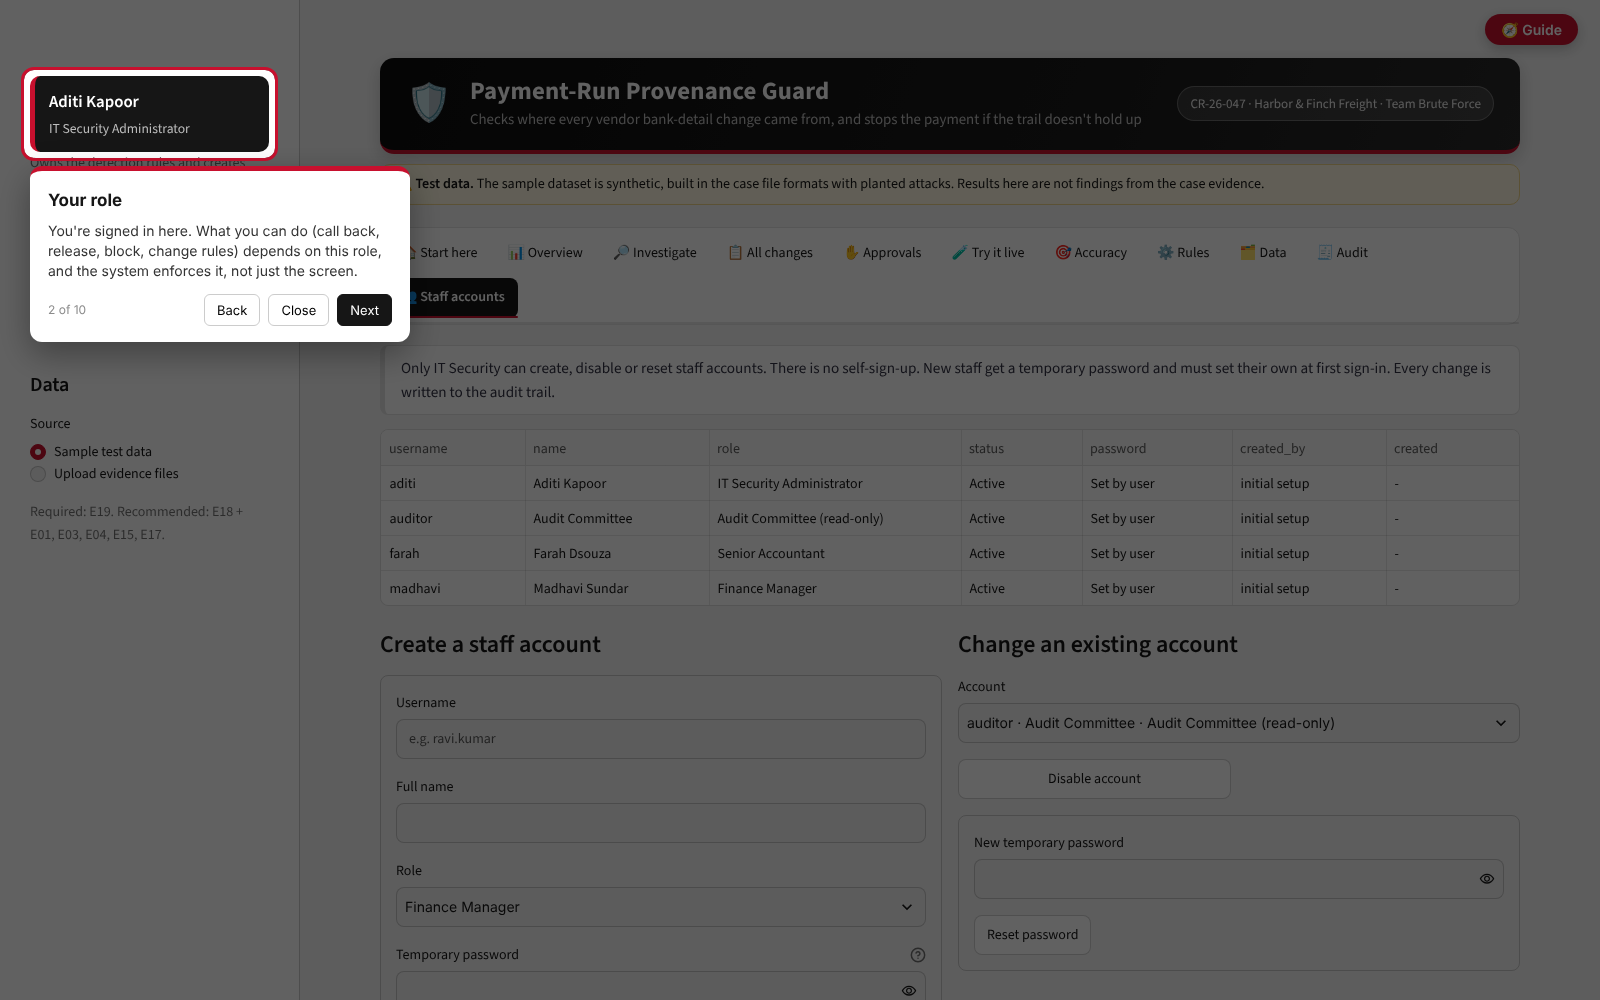 Guide
Aditi Kapoor
IT Security Administrator
Owns the detection rules and creates
Your role
You're signed in here. What you can do (call back,
release, block, change rules) depends on this role,
and the system enforces it, not just the screen.
2 of 10
Back
Close
Next
Data
Source
Sample test data
Upload evidence files
Required: E19. Recommended: E18 +
E01, E03, E04, E15, E17.
Payment-Run Provenance Guard
Checks where every vendor bank-detail change came from, and stops the payment if the trail doesn't hold up
CR-26-047 · Harbor & Finch Freight · Team Brute Force
Test data. The sample dataset is synthetic, built in the case file formats with planted attacks. Results here are not findings from the case evidence.
Start here
Overview
Investigate
All changes
Approvals
Try it live
Accuracy
Rules
Data
Audit
Staff accounts
Only IT Security can create, disable or reset staff accounts. There is no self-sign-up. New staff get a temporary password and must set their own at first sign-in. Every change is
written to the audit trail.
username name role status password created_by created
aditi Aditi Kapoor IT Security Administrator Active Set by user initial setup -
auditor Audit Committee Audit Committee (read-only) Active Set by user initial setup -
farah Farah Dsouza Senior Accountant Active Set by user initial setup -
madhavi Madhavi Sundar Finance Manager Active Set by user initial setup -
Create a staff account
Username
e.g. ravi.kumar
Full name
Role
Finance Manager
Temporary password
Change an existing account
Account
auditor · Audit Committee · Audit Committee (read-only)
Disable account
New temporary password
Reset password